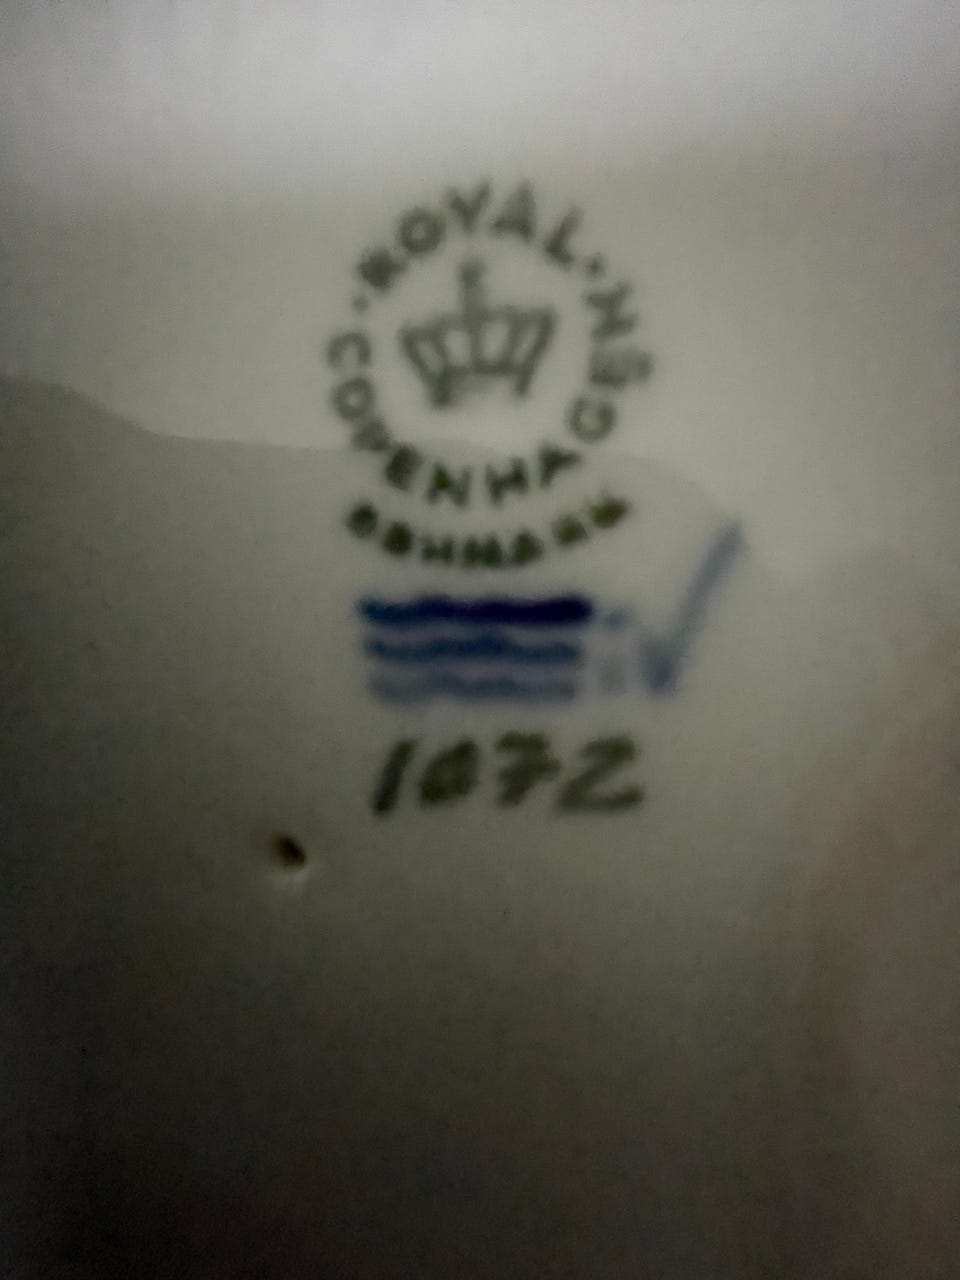 ROYAL
COPENHAGEN
DENMARK
1072